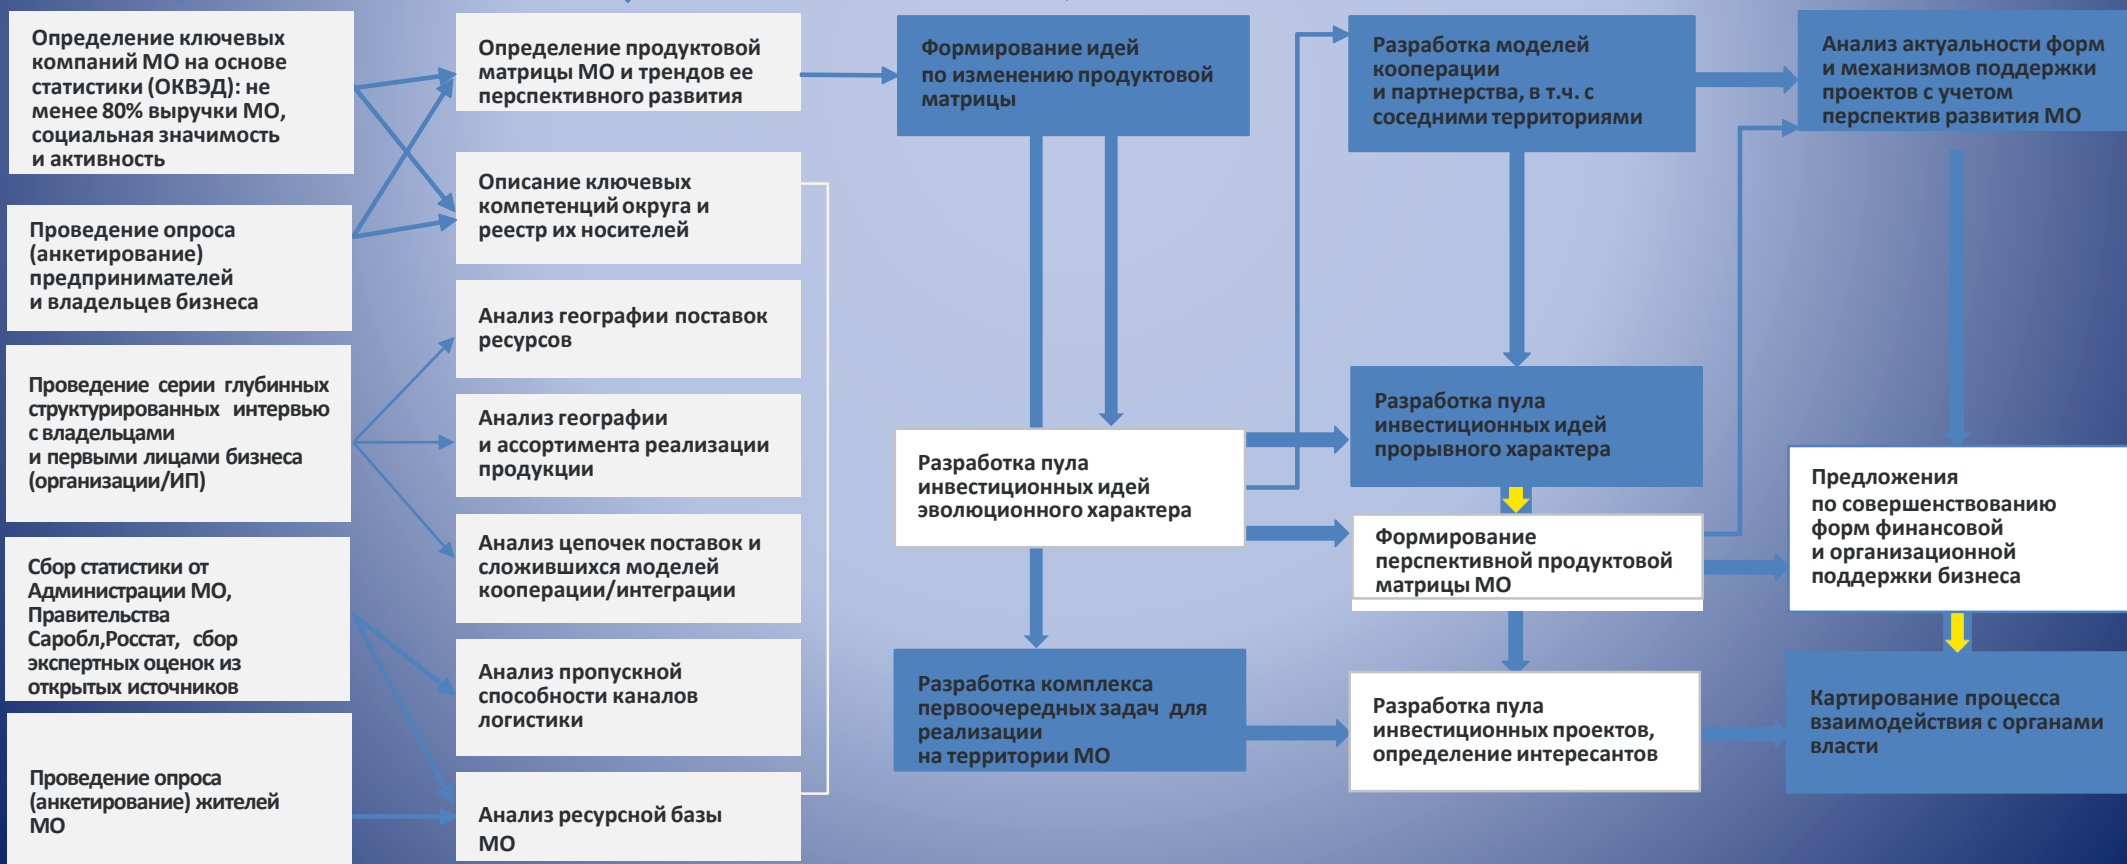 Определение ключевых
компаний МО на основе
статистики (ОКВЭД): не
менее 80% выручки МО,
социальная значимость
и активность
Проведение опроса
(анкетирование)
предпринимателей
и владельцев бизнеса
Проведение серии глубинных
структурированных интервью
с владельцами
и первыми лицами бизнеса
(организации/ИП)
Сбор статистики от
Администрации МО,
Правительства
Саробл,Росстат, сбор
экспертных оценок из
открытых источников
Проведение опроса
(анкетирование) жителей
МО
Определение продуктовой
матрицы МО и трендов ее
перспективного развития
Описание ключевых
компетенций округа и
реестр их носителей
Анализ географии поставок
ресурсов
Анализ географии
и ассортимента реализации
продукции
Анализ цепочек поставок и
сложившихся моделей
кооперации/интеграции
Анализ пропускной
способности каналов
логистики
Анализ ресурсной базы
МО
Формирование идей
по изменению продуктовой
матрицы
Разработка пула
инвестиционных идей
эволюционного характера
Разработка комплекса
первоочередных задач для
реализации
на территории МО
Разработка моделей
кооперации
и партнерства, в т.ч. с
соседними территориями
Разработка пула
инвестиционных идей
прорывного характера
Формирование
перспективной продуктовой
матрицы МО
Разработка пула
инвестиционных проектов,
определение интересантов
Анализ актуальности форм
и механизмов поддержки
проектов с учетом
перспектив развития МО
Предложения
по совершенствованию
форм финансовой
и организационной
поддержки бизнеса
Картирование процесса
взаимодействия с органами
власти